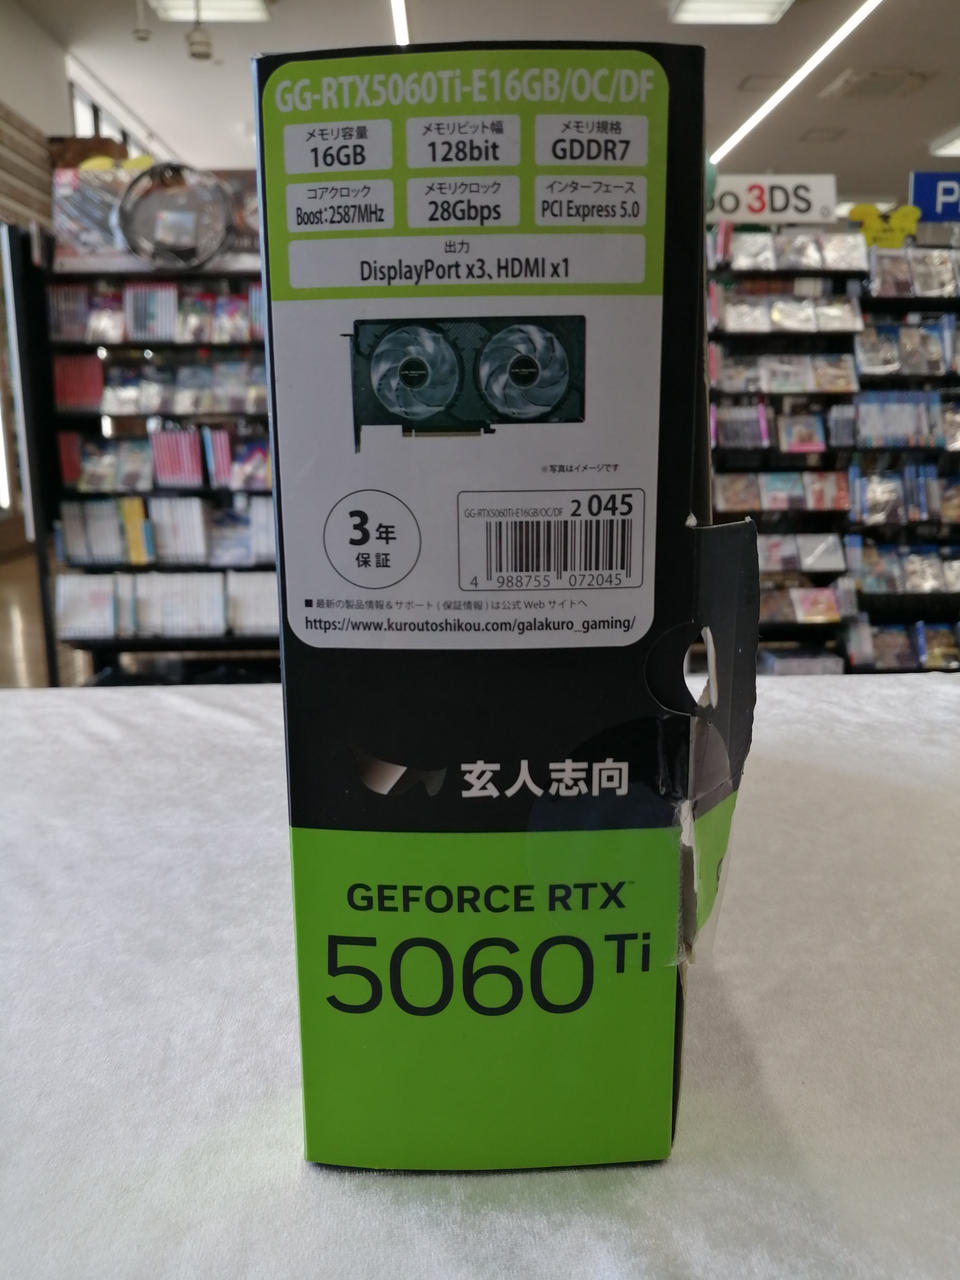 GG-RTX5060Ti-E16GB/OC/DF
メモリ容量
16GB
メモリビット幅
128bit
メモリ規格
GDDR7
コアクロック
Boost:2587MHz
メモリクロック
28Gbps
インターフェース
PCI Express 5.0
出力
DisplayPort x3、HDMI x1
※写真はイメージです
3年
保証
GG-RTX5060TI-E16GB/OC/DF 2 045
4 988755 072045
■ 最新の製品情報&サポート(保証情報)は公式Webサイトへ
https://www.kuroutoshikou.com/galakuro_gaming/
玄人志向
GEFORCE RTX™
5060 Ti
3DS